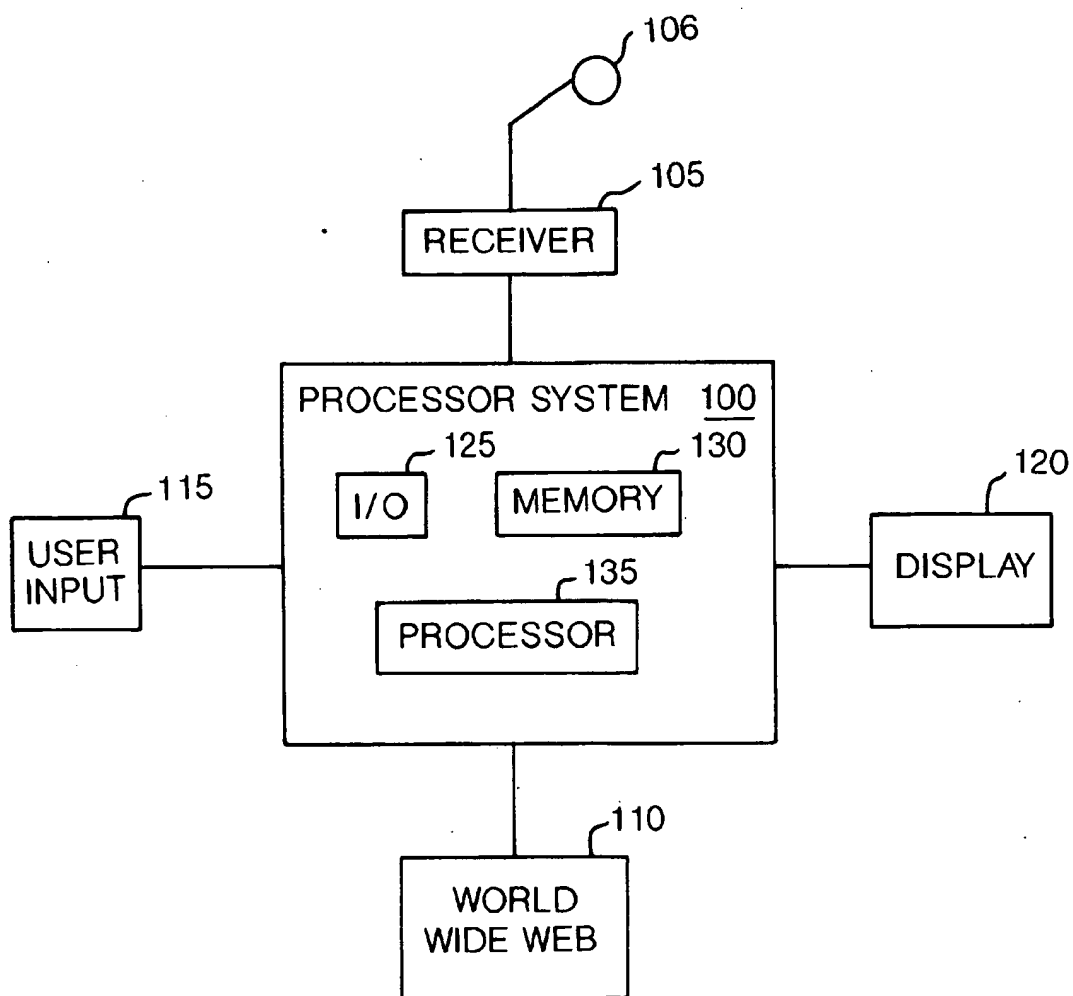 106
105
RECEIVER
PROCESSOR SYSTEM 100
125
130
I/O
MEMORY
115
USER
INPUT
120
DISPLAY
135
PROCESSOR
110
WORLD
WIDE WEB